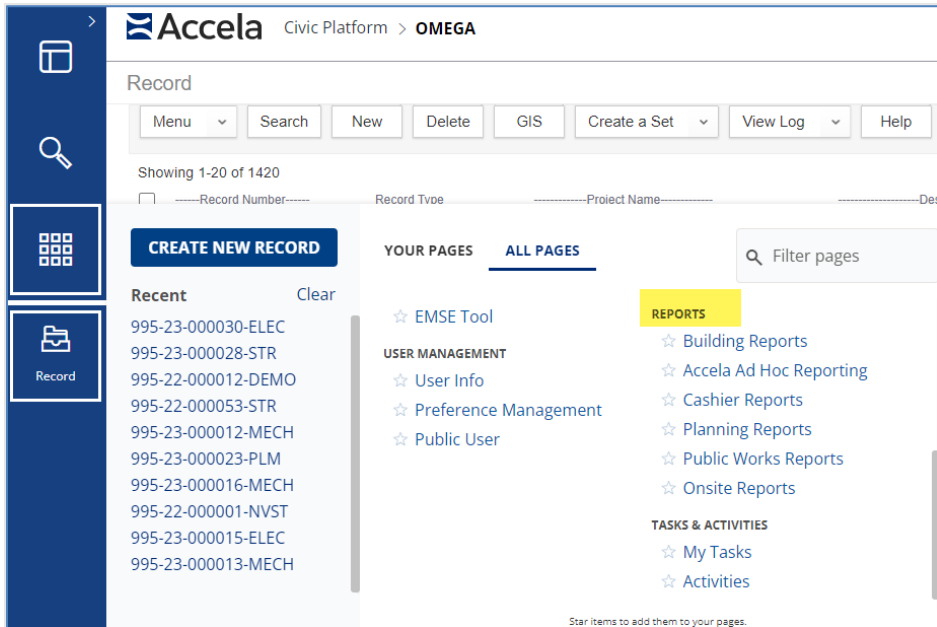 Accela Civic Platform > OMEGA
Record
Menu Search New Delete GIS Create a Set View Log Help
Showing 1-20 of 1420
------Record Number------ Record Type -------------Project Name------------- --------------------Des
CREATE NEW RECORD
YOUR PAGES ALL PAGES
Filter pages
Recent Clear
995-23-000030-ELEC
995-23-000028-STR
995-22-000012-DEMO
995-22-000053-STR
995-23-000012-MECH
995-23-000023-PLM
995-23-000016-MECH
995-22-000001-NVST
995-23-000015-ELEC
995-23-000013-MECH
EMSE Tool
USER MANAGEMENT
User Info
Preference Management
Public User
REPORTS
Building Reports
Accela Ad Hoc Reporting
Cashier Reports
Planning Reports
Public Works Reports
Onsite Reports
TASKS & ACTIVITIES
My Tasks
Activities
Star items to add them to your pages.
Record